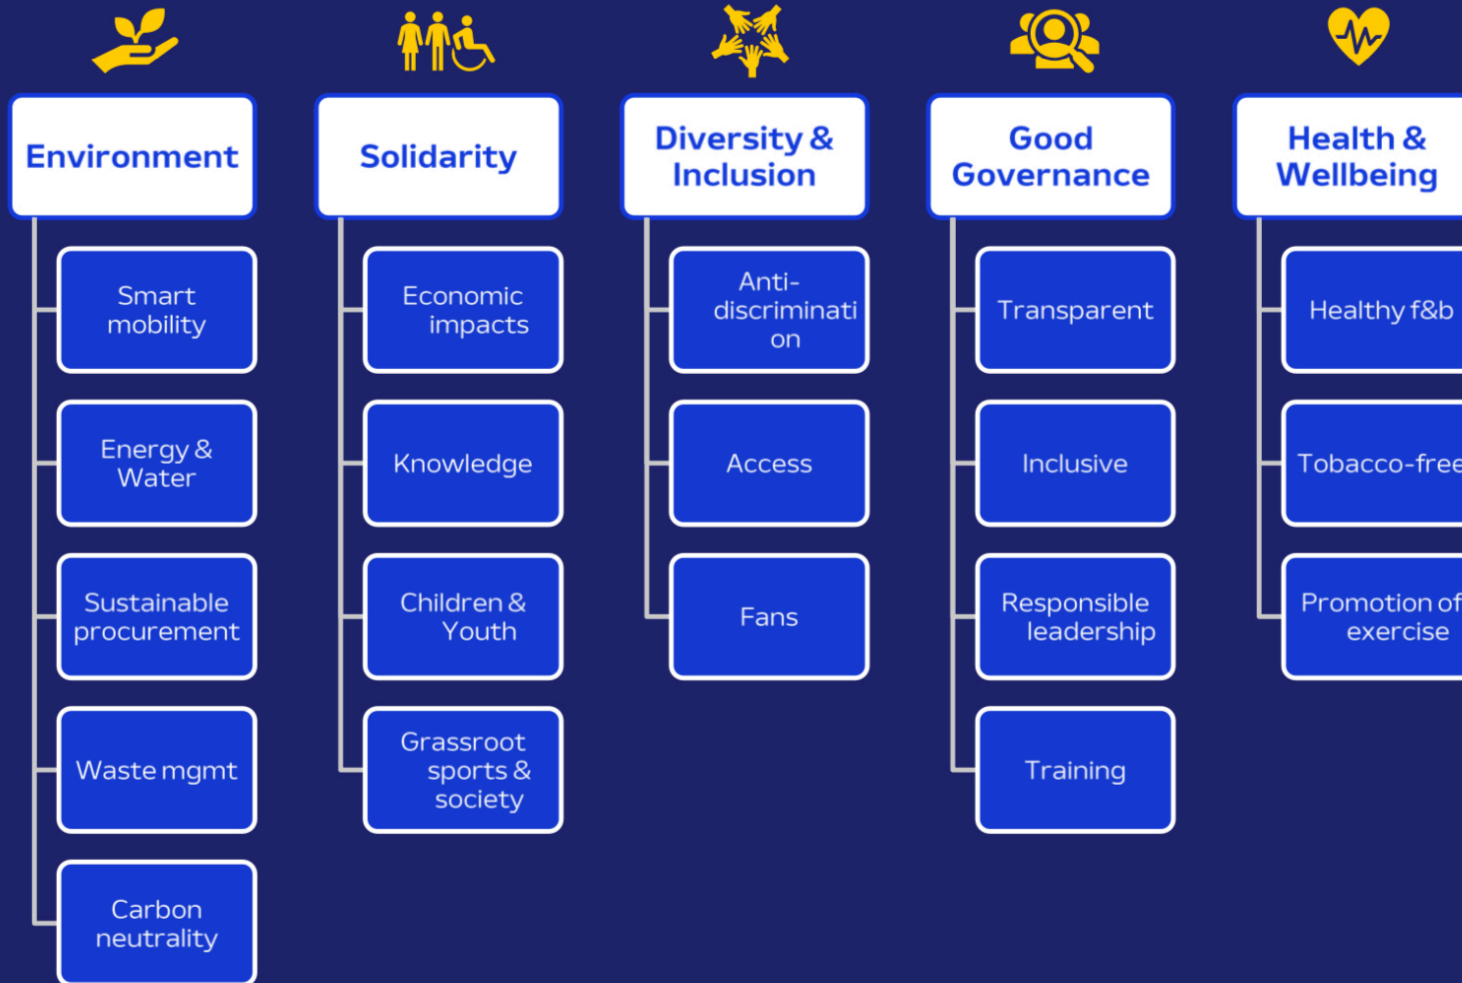 Environment
Smart
mobility
Energy &
Water
Sustainable
procurement
Waste mgmt
Carbon
neutrality
Solidarity
Economic
impacts
Knowledge
Children &
Youth
Grassroot
sports &
society
Diversity &
Inclusion
Anti-
discriminati
on
Access
Fans
Good
Governance
Transparent
Inclusive
Responsible
leadership
Training
Health &
Wellbeing
Healthy f&b
Tobacco-free
Promotion of
exercise